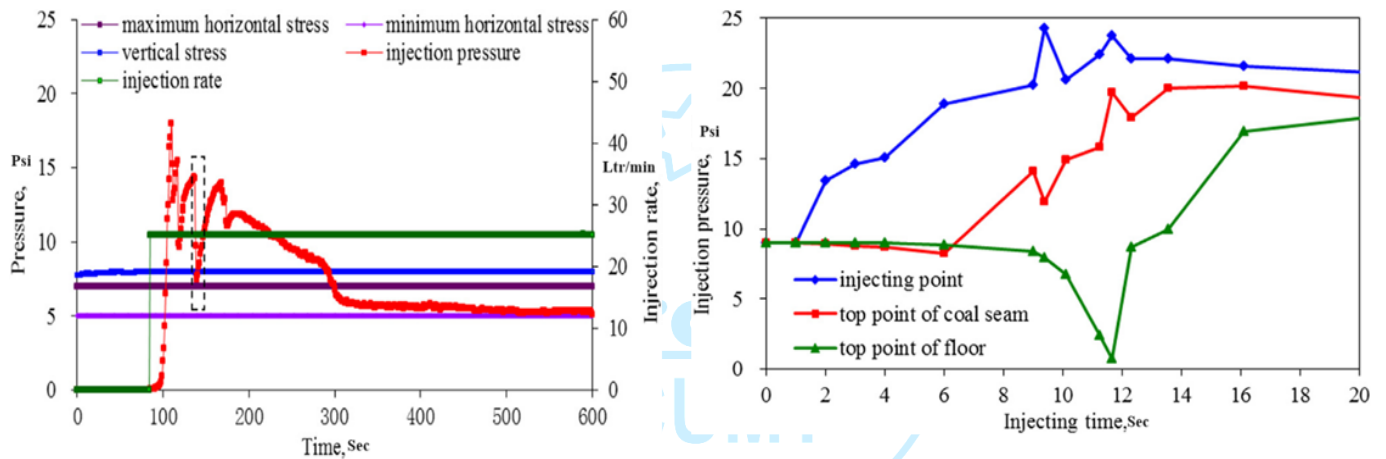 maximum horizontal stress
minimum horizontal stress
vertical stress
injection pressure
injection rate
25
20
15
10
5
0
Psi
Pressure,
60
50
40
30
20
10
0
Ltr/min
Injrection rate,
0 100 200 300 400 500 600
Time,Sec
25
20
15
10
5
0
Psi
Injection pressure,
injecting point
top point of coal seam
top point of floor
0 2 4 6 8 10 12 14 16 18 20
Injecting time,Sec